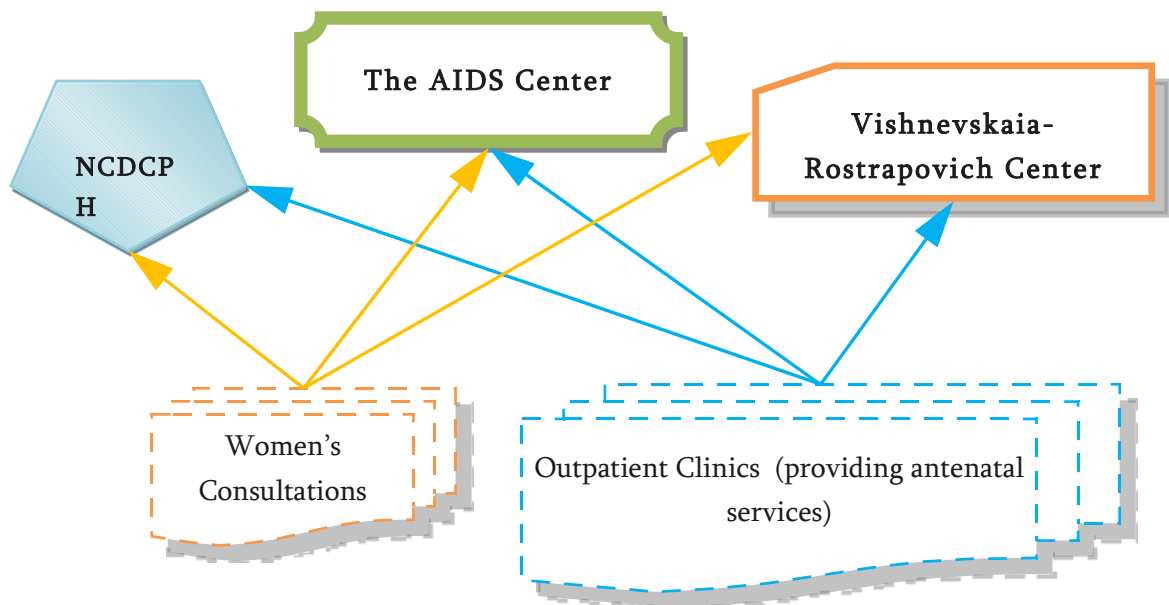 The AIDS Center
NCDCP
H
Vishnevskaia-
Rostrapovich Center
Women’s
Consultations
Outpatient Clinics  (providing antenatal
services)